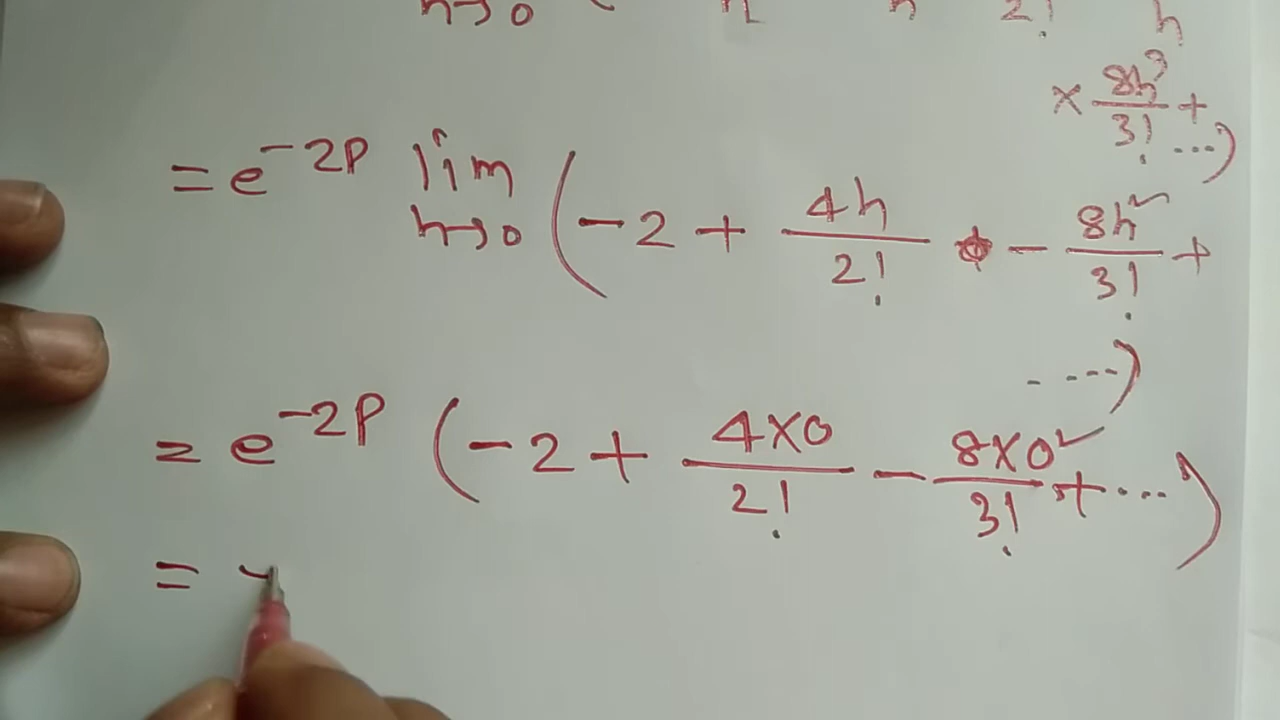 h→0 ( h h 2! h
× 8h³/3! + ...)
= e^-2P lim h→0 (-2 + 4h/2! - 8h²/3! +
....)
= e^-2P (-2 + 4×0/2! - 8×0²/3! + ...)
=